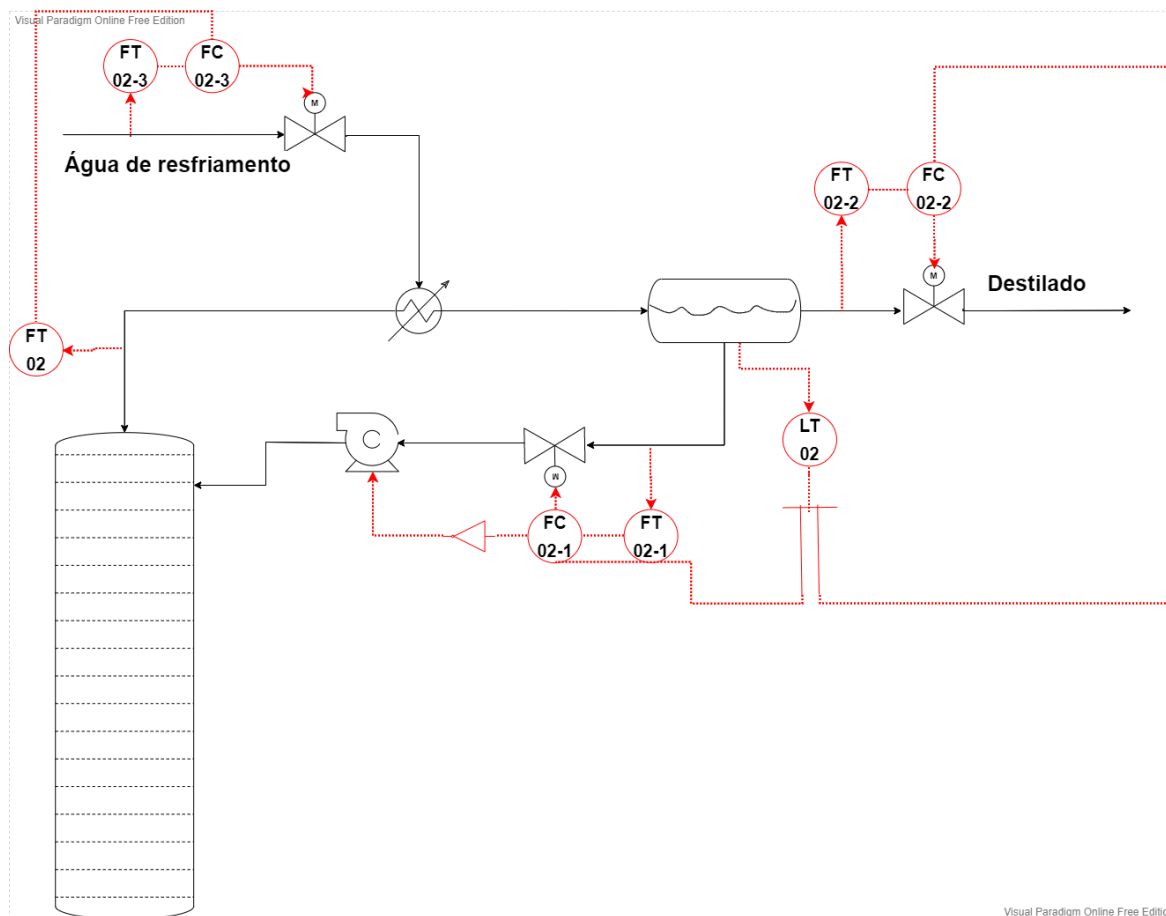 Visual Paradigm Online Free Edition
FT
02-3
FC
02-3
M
Água de resfriamento
FT
02-2
FC
02-2
M
Destilado
FT
02
C
M
LT
02
FC
02-1
FT
02-1
Visual Paradigm Online Free Editio